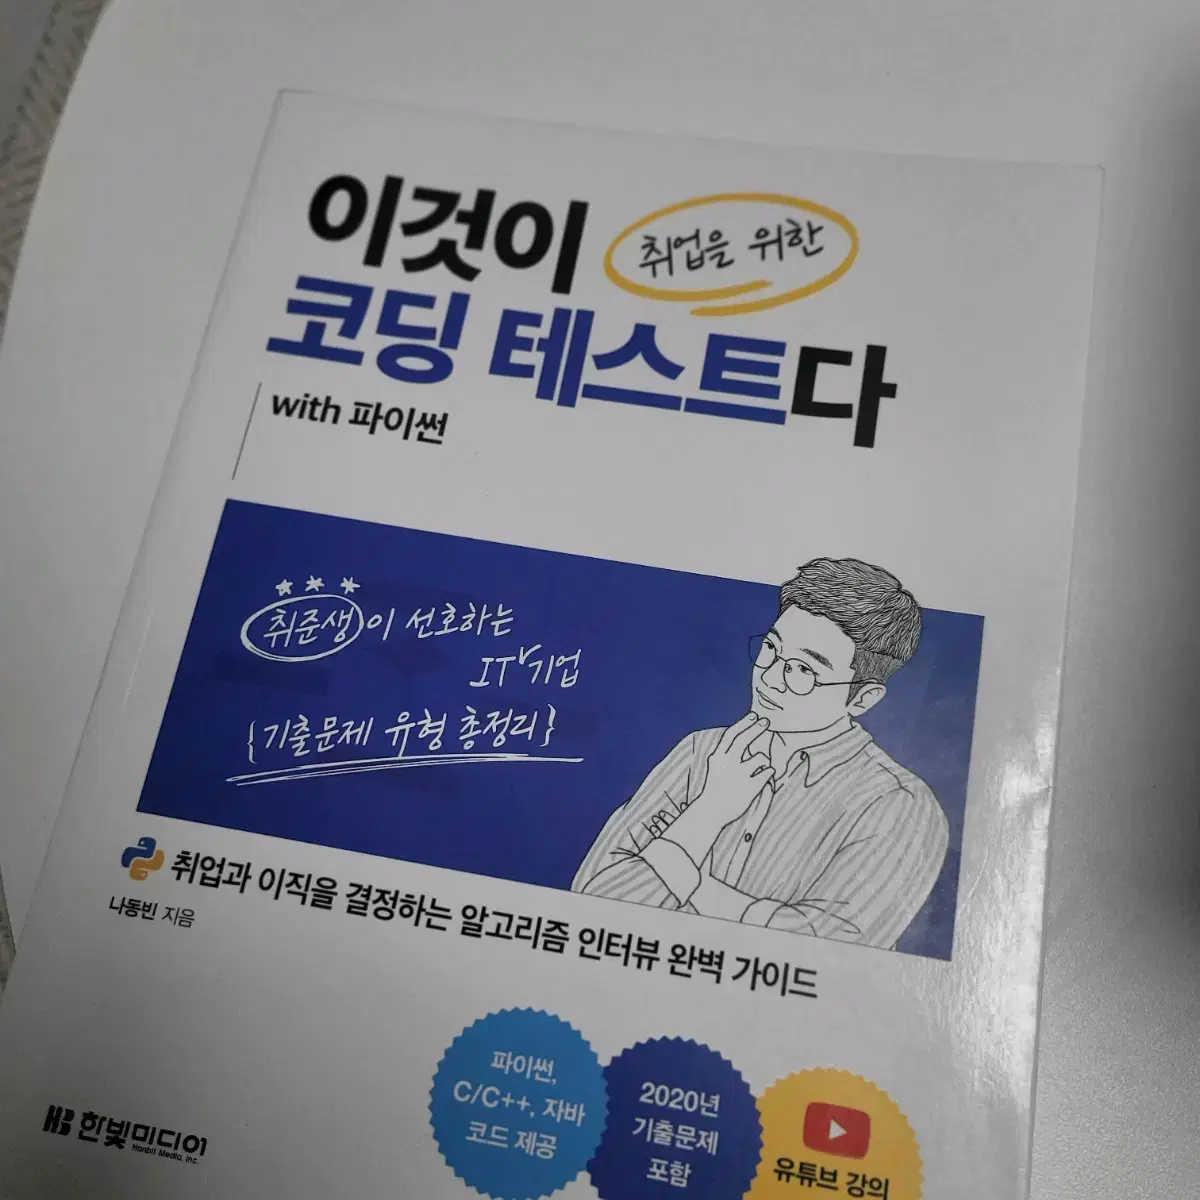 이것이
취업을 위한
코딩 테스트다
with 파이썬
취준생이 선호하는
IT기업
{기출문제 유형 총정리}
취업과 이직을 결정하는 알고리즘 인터뷰 완벽 가이드
나동빈 지음
파이썬,
C/C++, 자바
코드 제공
2020년
기출문제
포함
유튜브 강의
HB 한빛미디어
Hanbit Media, Inc.